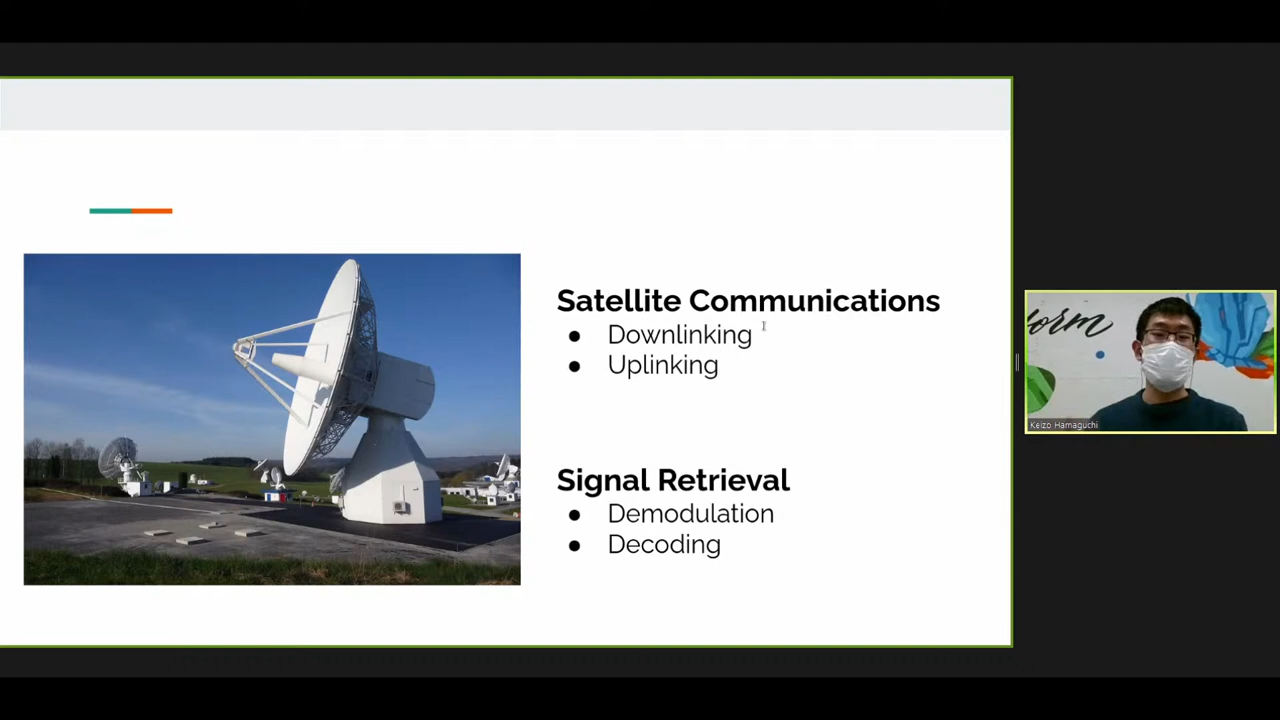 Satellite Communications
● Downlinking
● Uplinking
Signal Retrieval
● Demodulation
● Decoding
orm
Keizo Hamaguchi